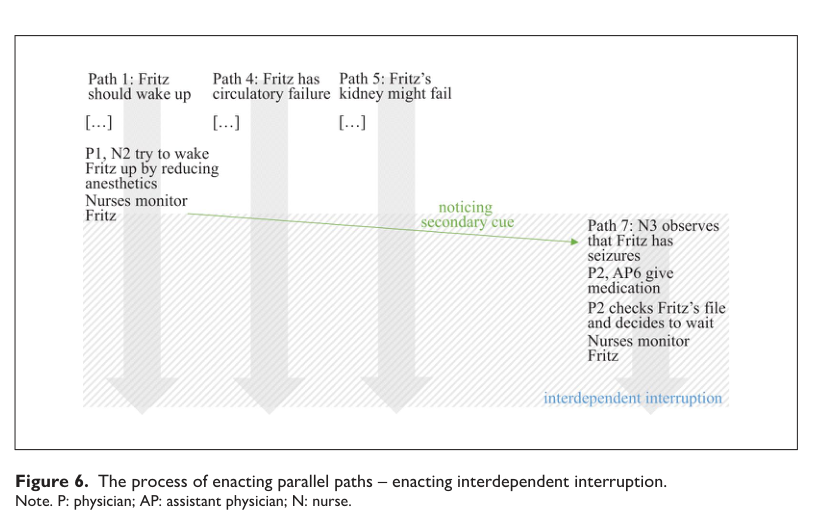 Path 1: Fritz
should wake up
[…]
P1, N2 try to wake
Fritz up by reducing
anesthetics
Nurses monitor
Fritz
Path 4: Fritz has
circulatory failure
[…]
Path 5: Fritz's
kidney might fail
[…]
noticing
secondary cue
Path 7: N3 observes
that Fritz has
seizures
P2, AP6 give
medication
P2 checks Fritz's file
and decides to wait
Nurses monitor
Fritz
interdependent interruption
Figure 6. The process of enacting parallel paths – enacting interdependent interruption.
Note. P: physician; AP: assistant physician; N: nurse.